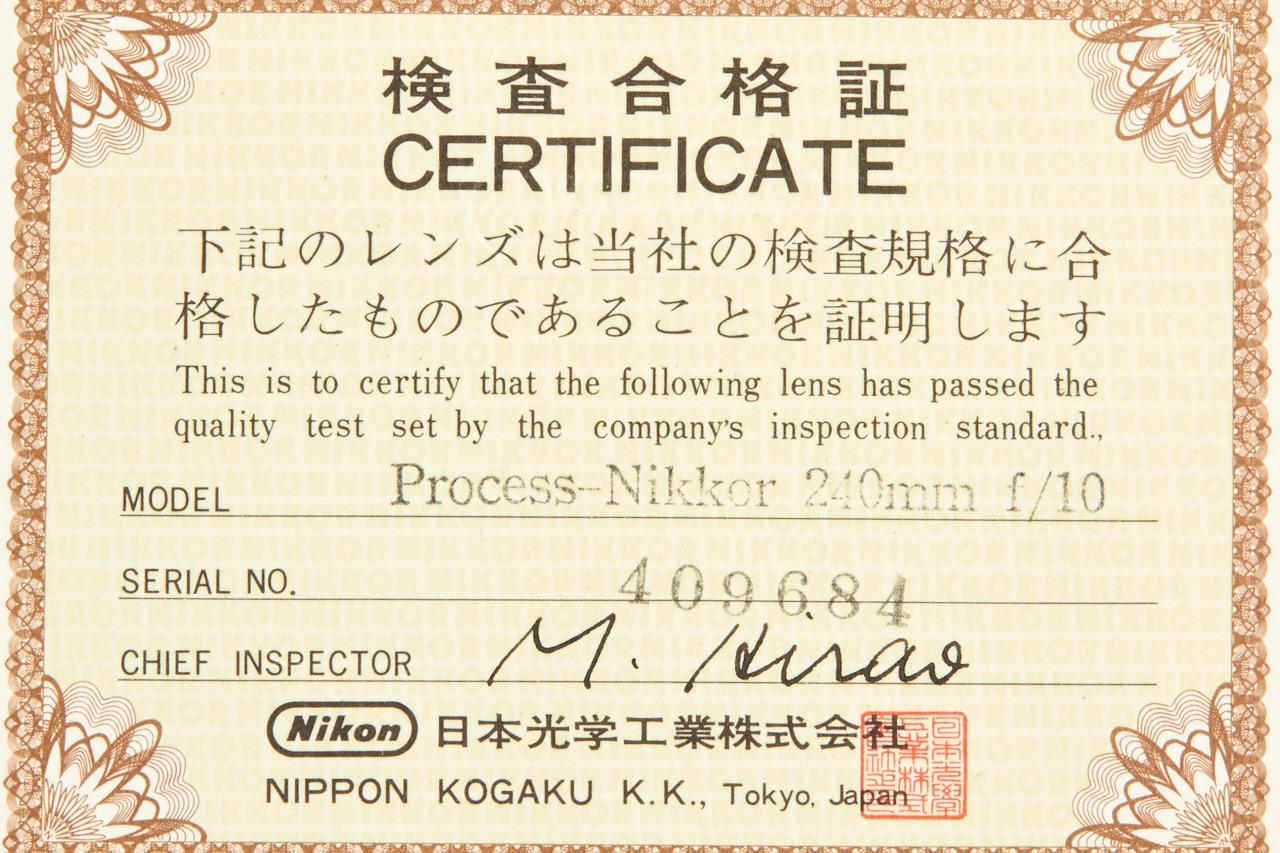 検査合格証
CERTIFICATE
下記のレンズは当社の検査規格に合
格したものであることを証明します
This is to certify that the following lens has passed the
quality test set by the company's inspection standard.,
MODEL Process-Nikkor 240mm f/10
SERIAL NO. 409684
CHIEF INSPECTOR M. Hirao
Nikon 日本光学工業株式会社
NIPPON KOGAKU K.K., Tokyo, Japan